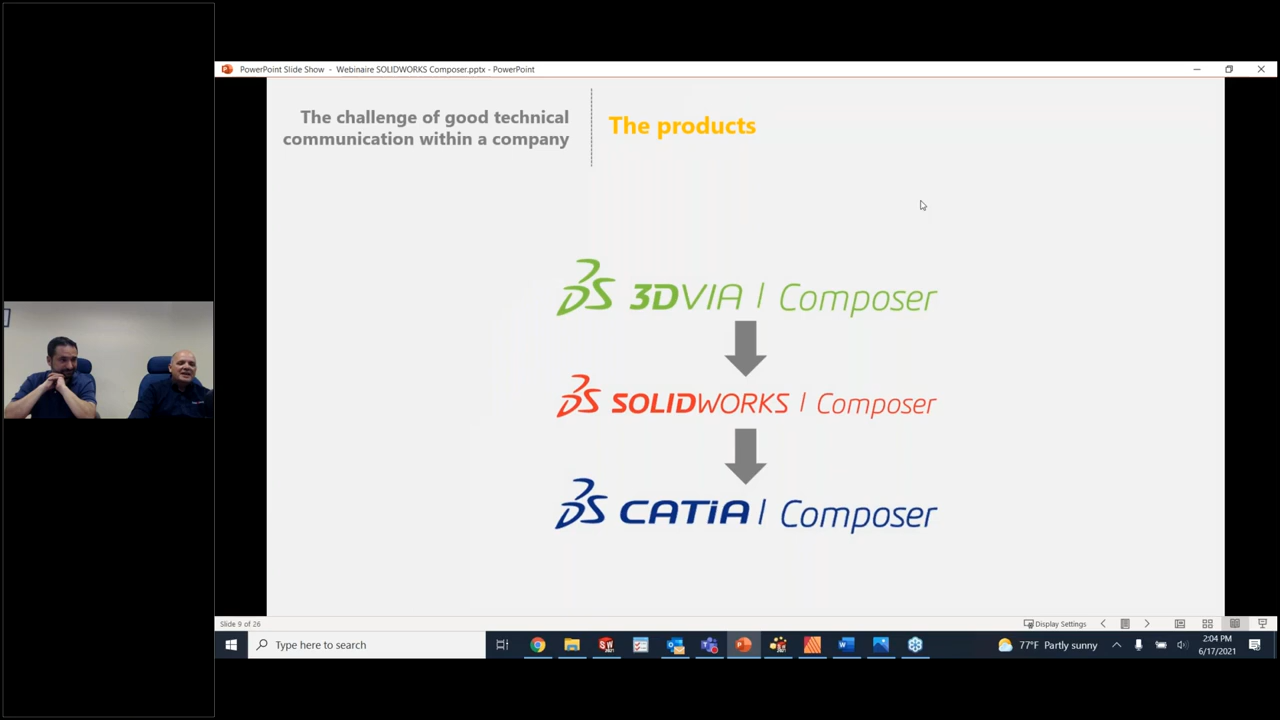 PowerPoint Slide Show - Webinaire SOLIDWORKS Composer.pptx - PowerPoint
The challenge of good technical
communication within a company
The products
3DVIA | Composer
SOLIDWORKS | Composer
CATIA | Composer
Slide 9 of 26
Display Settings
Type here to search
77°F Partly sunny
2:04 PM
6/17/2021